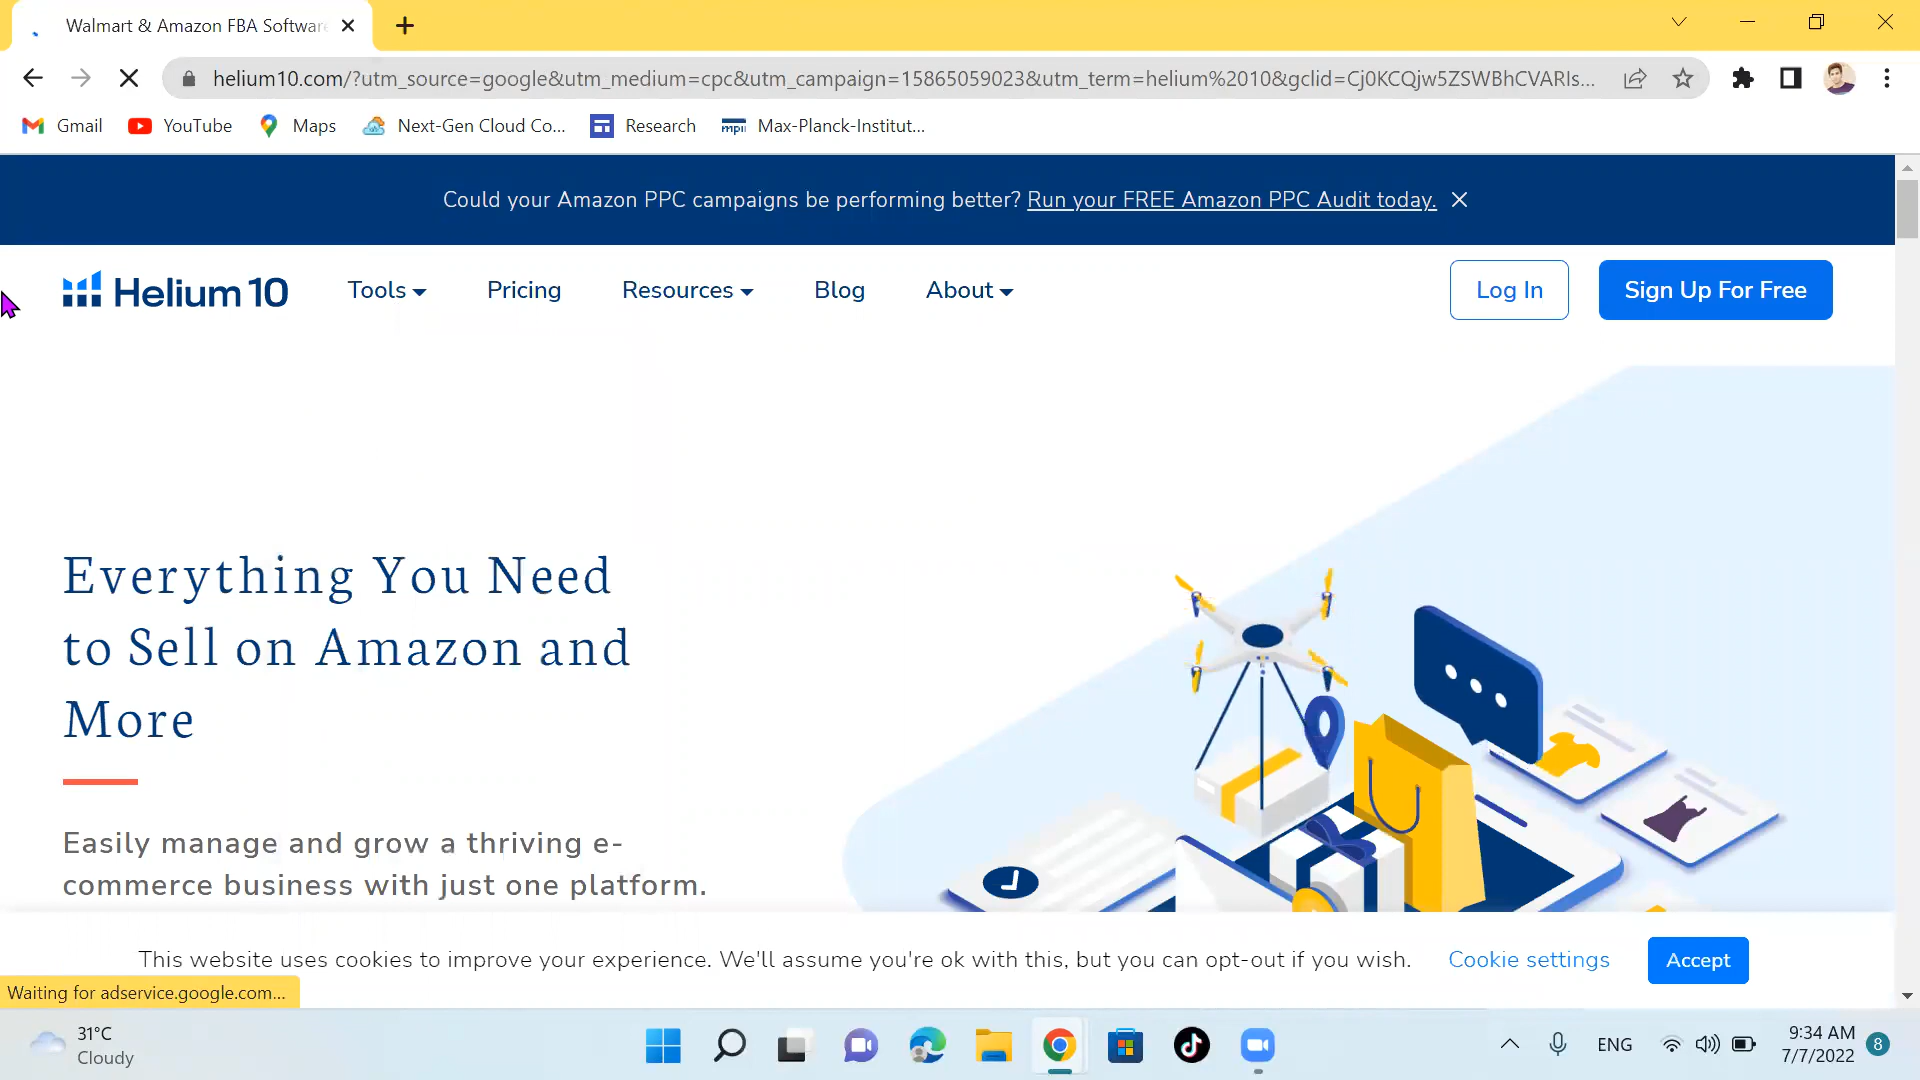 Walmart & Amazon FBA Software
helium10.com/?utm_source=google&utm_medium=cpc&utm_campaign=15865059023&utm_term=helium%2010&gclid=Cj0KCQjw5ZSWBhCVARIs...
Gmail YouTube Maps Next-Gen Cloud Co... Research mpii Max-Planck-Institut...
Could your Amazon PPC campaigns be performing better? Run your FREE Amazon PPC Audit today.
Helium 10 Tools Pricing Resources Blog About Log In Sign Up For Free
Everything You Need
to Sell on Amazon and
More
Easily manage and grow a thriving e-
commerce business with just one platform.
This website uses cookies to improve your experience. We'll assume you're ok with this, but you can opt-out if you wish. Cookie settings Accept
Waiting for adservice.google.com...
31°C
Cloudy
ENG
9:34 AM
7/7/2022
8